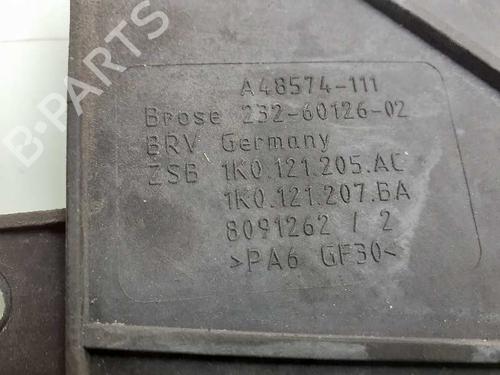 B-PARTS
A48574-111
Brose 232-60126-02
BRV Germany
ZSB 1K0.121.205.AC
1K0.121.207.BA
8091262 / 2
>PA6 GF30<